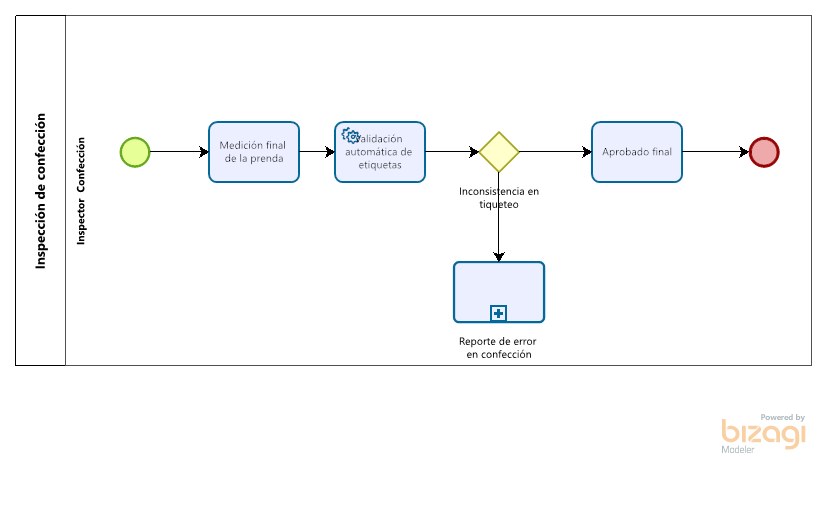 Inspección de confección
Inspector Confección
Medición final
de la prenda
Validación
automática de
etiquetas
Inconsistencia en
tiqueteo
Aprobado final
Reporte de error
en confección
Powered by
bizagi
Modeler